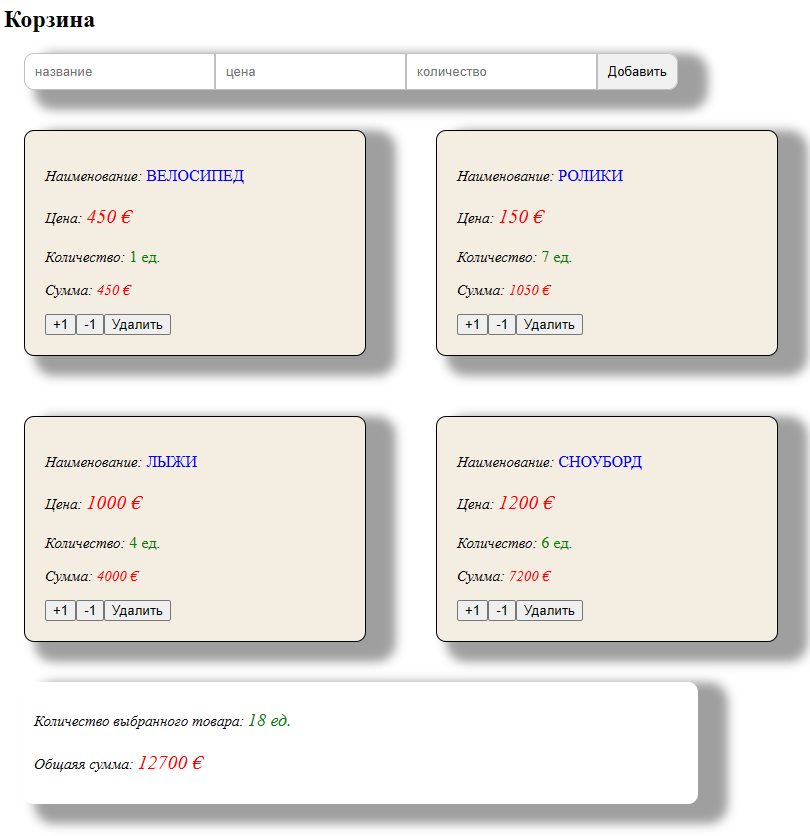 Корзина
название цена количество Добавить
Наименование: ВЕЛОСИПЕД
Цена: 450 €
Количество: 1 ед.
Сумма: 450 €
+1 -1 Удалить
Наименование: РОЛИКИ
Цена: 150 €
Количество: 7 ед.
Сумма: 1050 €
+1 -1 Удалить
Наименование: ЛЫЖИ
Цена: 1000 €
Количество: 4 ед.
Сумма: 4000 €
+1 -1 Удалить
Наименование: СНОУБОРД
Цена: 1200 €
Количество: 6 ед.
Сумма: 7200 €
+1 -1 Удалить
Количество выбранного товара: 18 ед.
Общаяя сумма: 12700 €